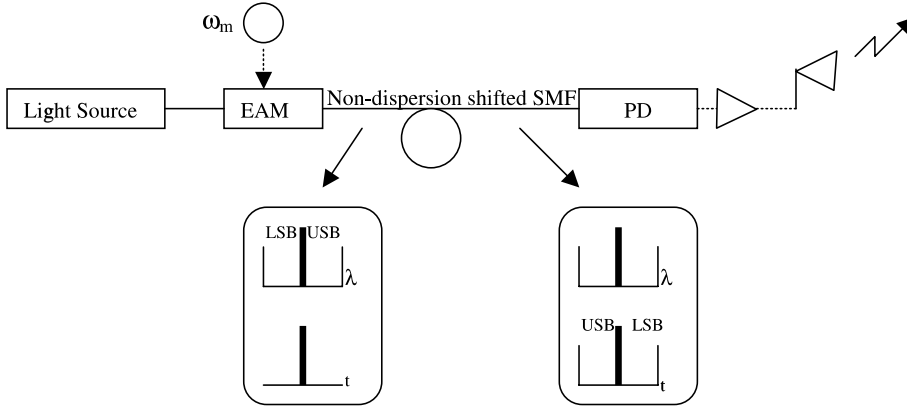 ωm
Light Source
EAM
Non-dispersion shifted SMF
PD
LSB USB
λ
t
λ
USB LSB
t